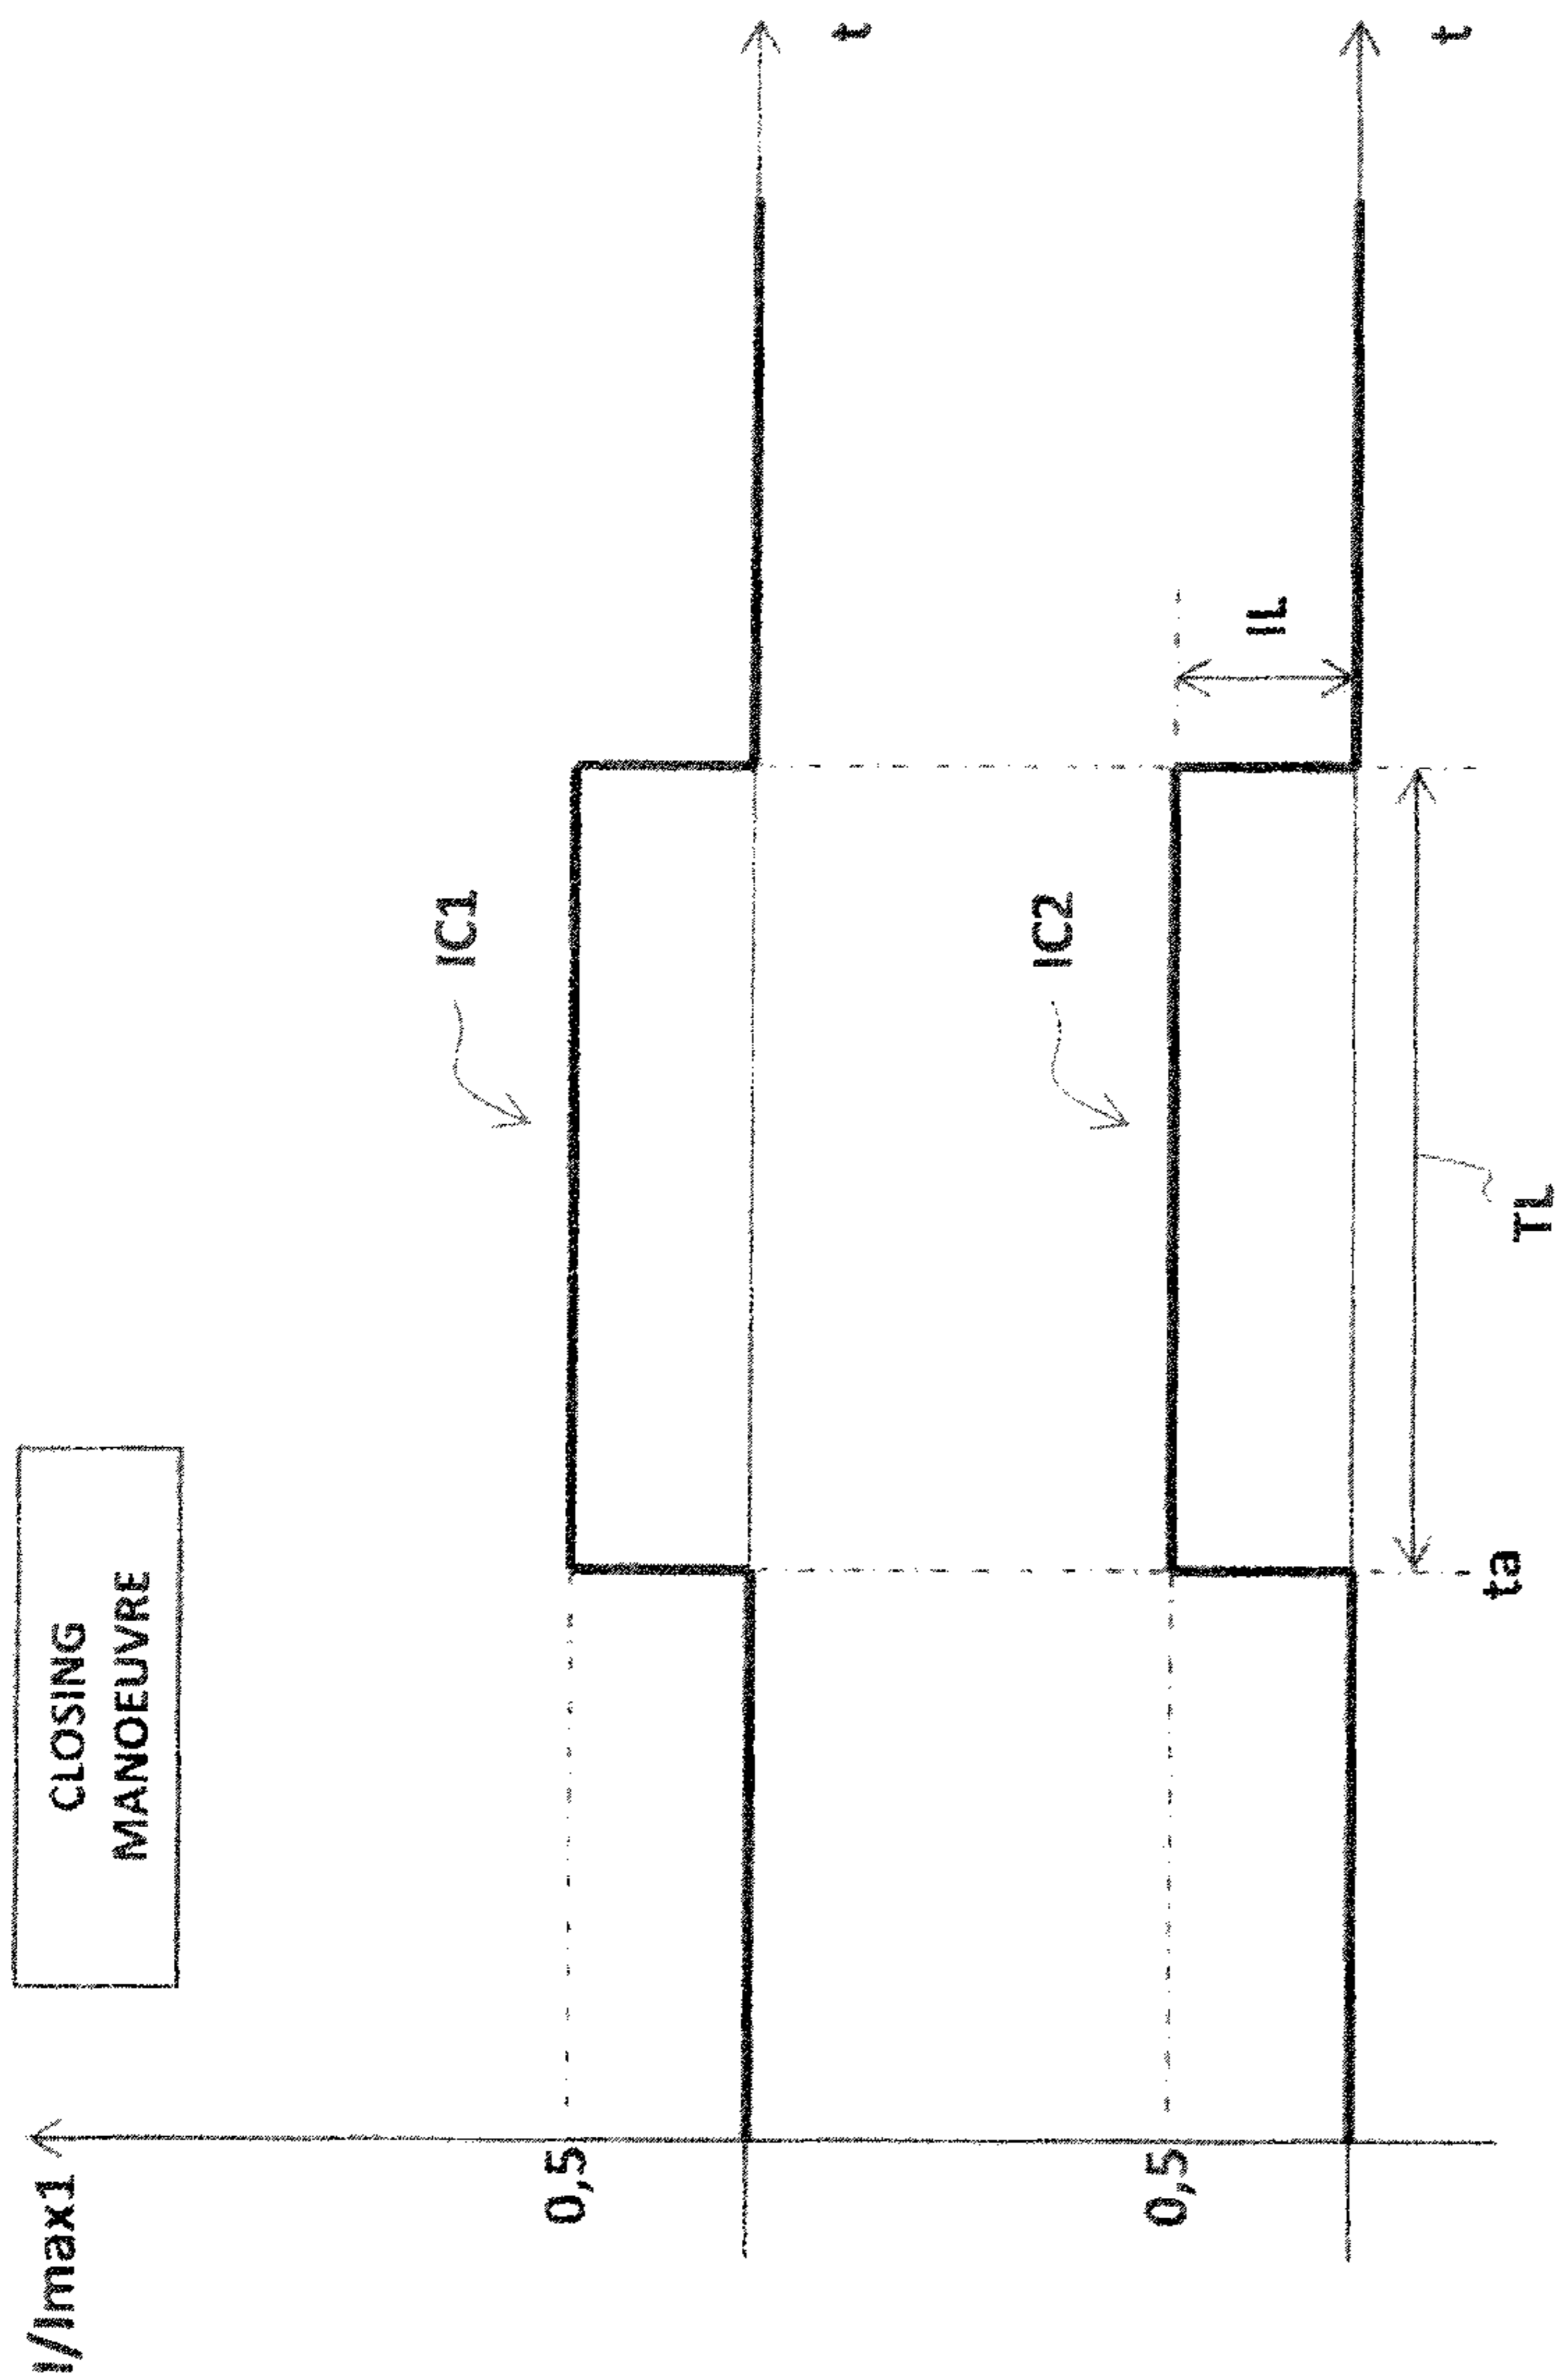 CLOSING
MANOEUVRE
I/Imax1
IC1
0,5
t
IC2
0,5
IL
t
ta
TL